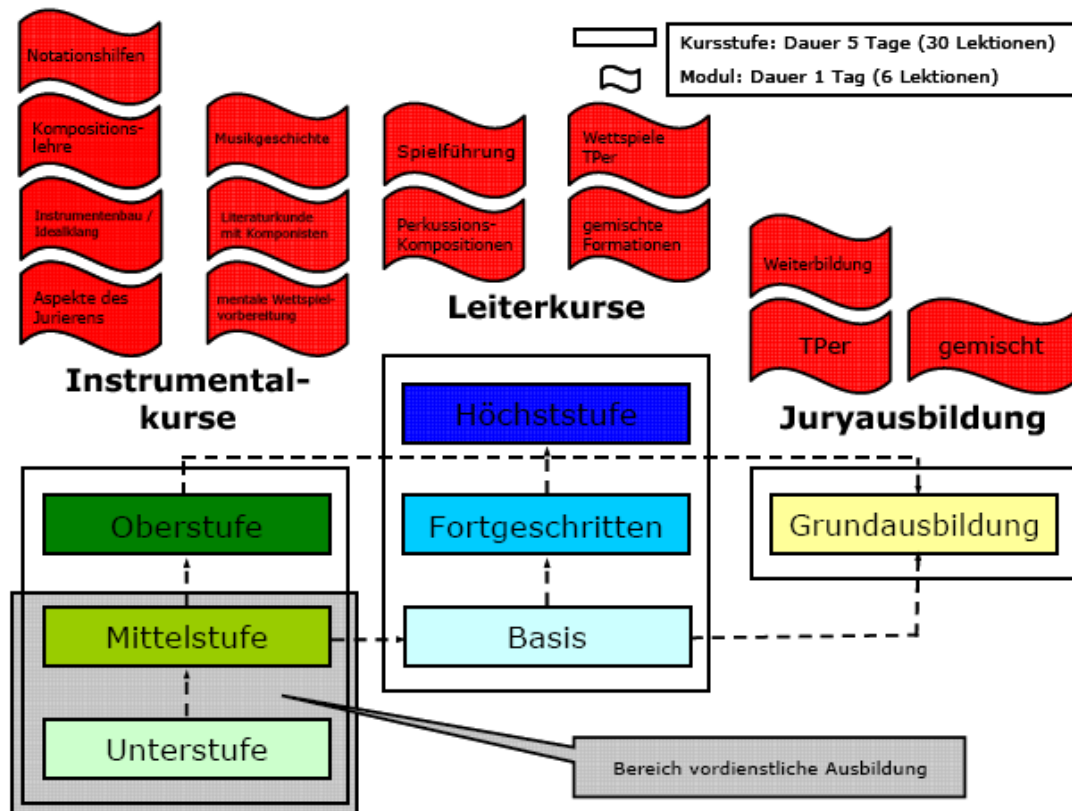 Notationshilfen
Kompositions-
lehre
Instrumentenbau /
Idealklang
Aspekte des
Jurierens
Musikgeschichte
Literaturkunde
mit Komponisten
mentale Wettspiel-
vorbereitung
Instrumental-
kurse
Spielführung
Perkussions-
Kompositionen
Wettspiele
TPer
gemischte
Formationen
Leiterkurse
Kursstufe: Dauer 5 Tage (30 Lektionen)
Modul: Dauer 1 Tag (6 Lektionen)
Weiterbildung
TPer
gemischt
Juryausbildung
Höchststufe
Oberstufe
Fortgeschritten
Grundausbildung
Mittelstufe
Basis
Unterstufe
Bereich vordienstliche Ausbildung